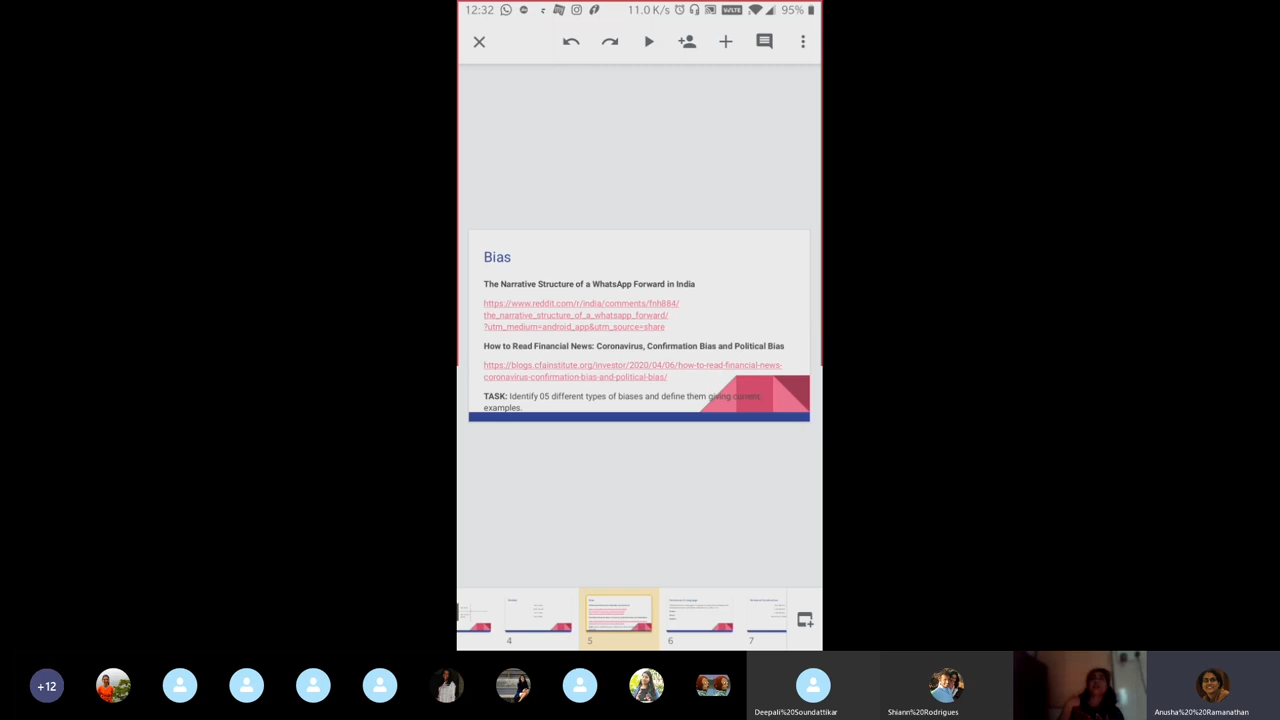 12:32
11.0 K/s
VoLTE
95%
Bias
The Narrative Structure of a WhatsApp Forward in India
https://www.reddit.com/r/india/comments/fnh884/
the_narrative_structure_of_a_whatsapp_forward/
?utm_medium=android_app&utm_source=share
How to Read Financial News: Coronavirus, Confirmation Bias and Political Bias
https://blogs.cfainstitute.org/investor/2020/04/06/how-to-read-financial-news-
coronavirus-confirmation-bias-and-political-bias/
TASK: Identify 05 different types of biases and define them giving current
examples.
4
5
6
7
+12
Deepali%20Soundattikar
Shiann%20Rodrigues
Anusha%20%20Ramanathan